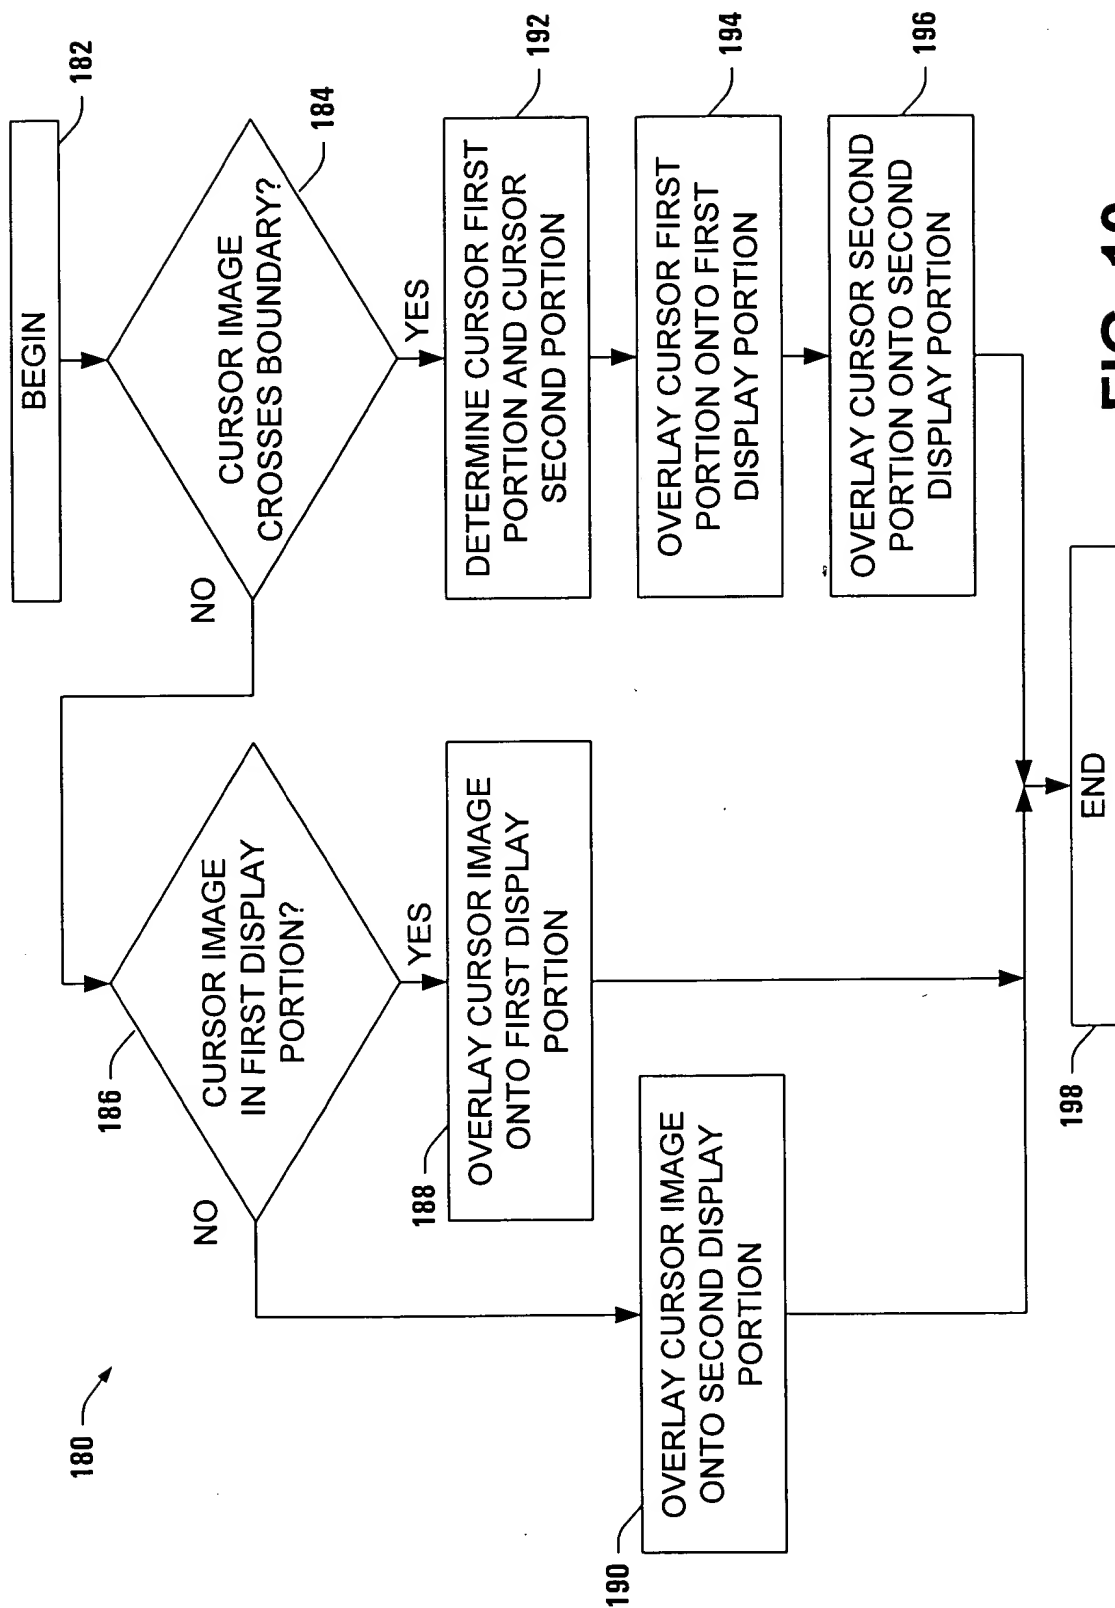 180
BEGIN
182
CURSOR IMAGE
CROSSES BOUNDARY?
184
NO
YES
CURSOR IMAGE
IN FIRST DISPLAY
PORTION?
186
NO
YES
OVERLAY CURSOR IMAGE
ONTO FIRST DISPLAY
PORTION
188
OVERLAY CURSOR IMAGE
ONTO SECOND DISPLAY
PORTION
190
DETERMINE CURSOR FIRST
PORTION AND CURSOR
SECOND PORTION
192
OVERLAY CURSOR FIRST
PORTION ONTO FIRST
DISPLAY PORTION
194
OVERLAY CURSOR SECOND
PORTION ONTO SECOND
DISPLAY PORTION
196
END
198
FIG.